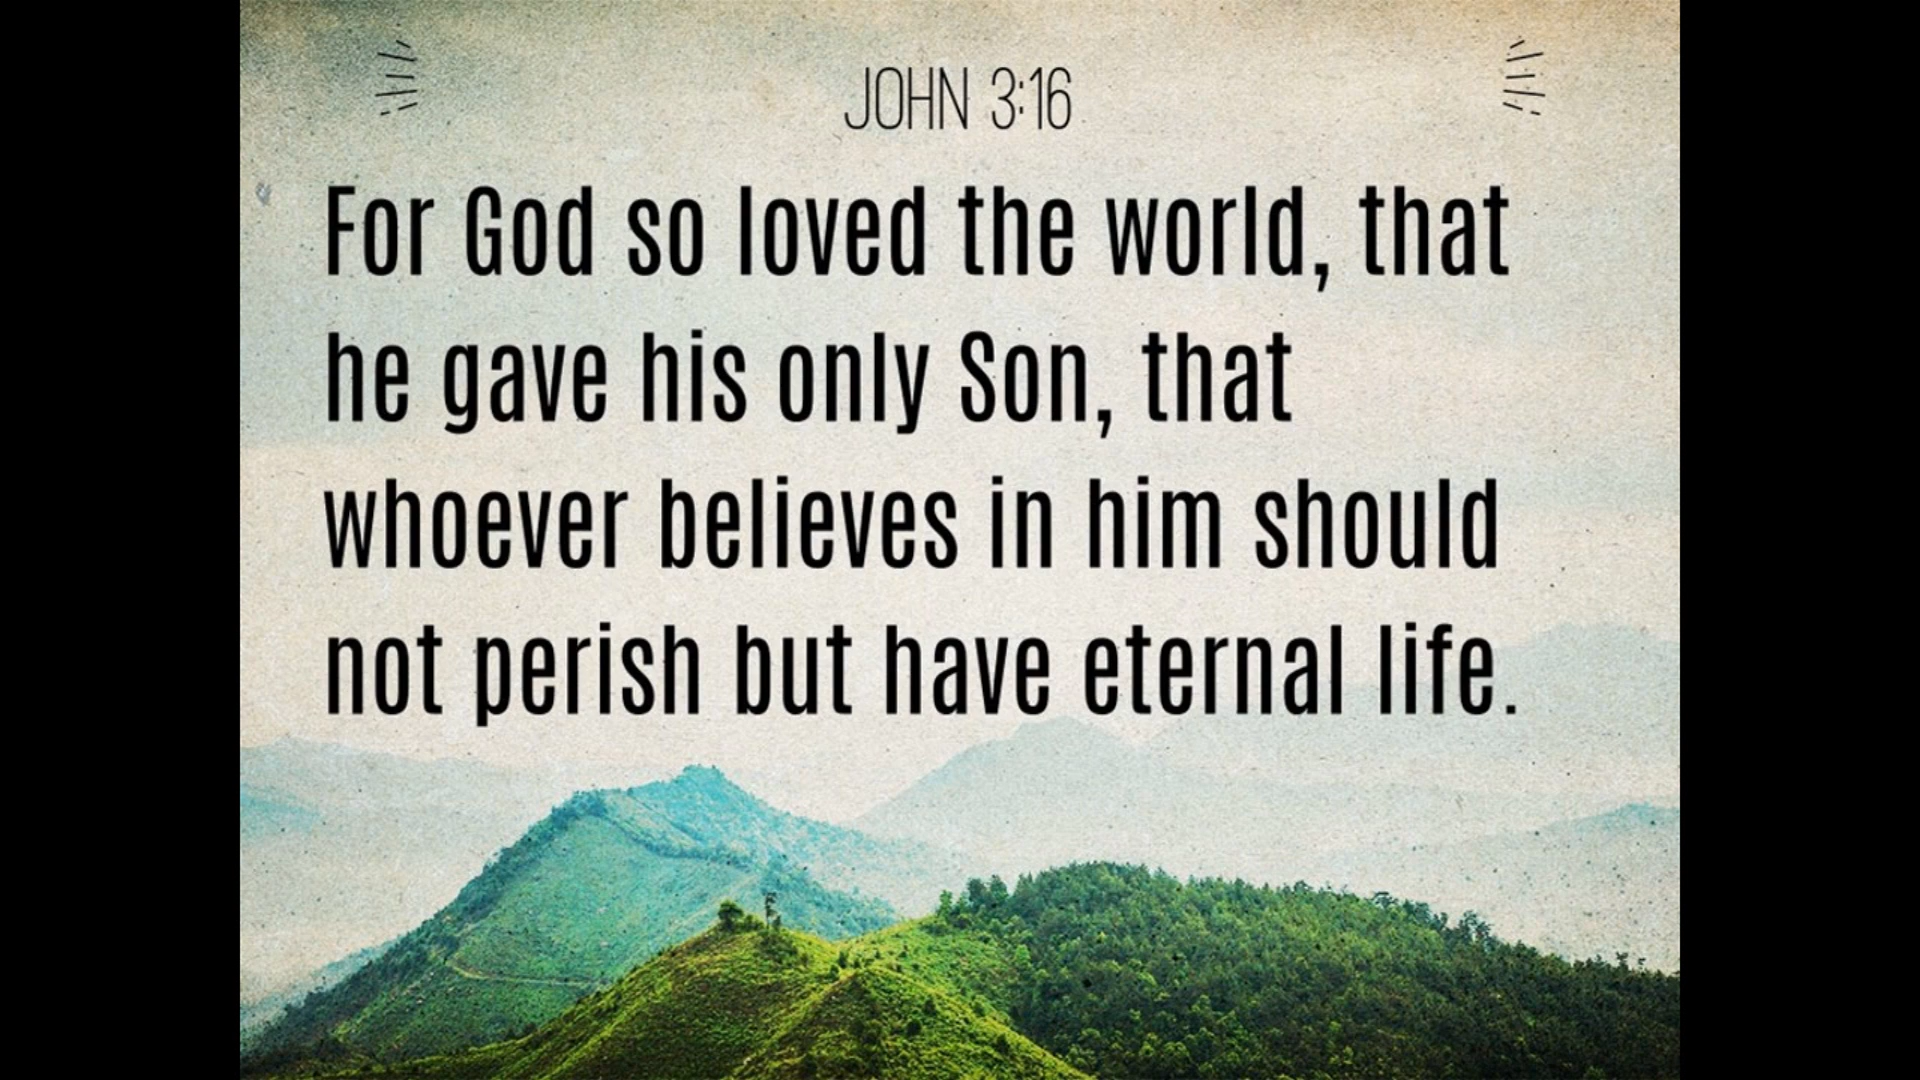 JOHN 3:16
For God so loved the world, that
he gave his only Son, that
whoever believes in him should
not perish but have eternal life.